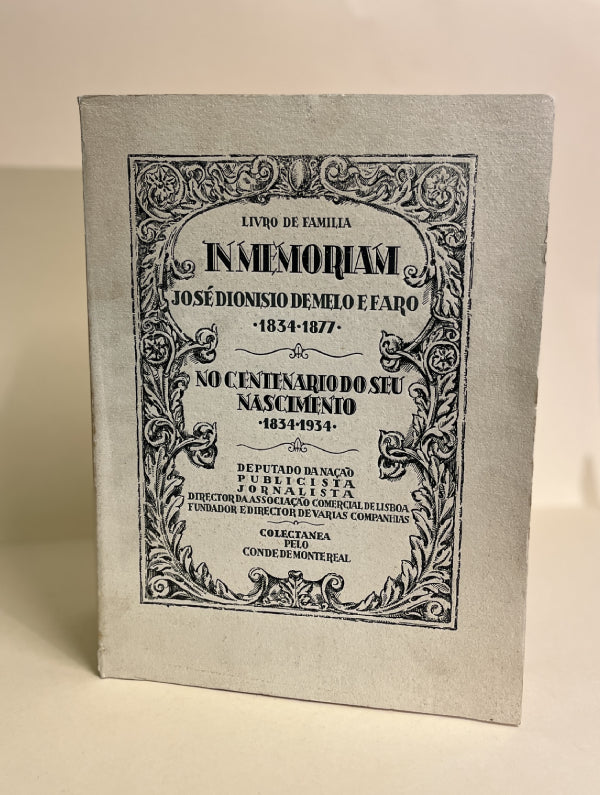 LIVRO DE FAMILIA
IN MEMORIAM
JOSÉ DIONISIO DE MELO E FARO
·1834·1877·
NO CENTENARIO DO SEU
NASCIMENTO
·1834·1934·
DEPUTADO DA NAÇÃO
PUBLICISTA
JORNALISTA
DIRECTOR DA ASSOCIAÇÃO COMERCIAL DE LISBOA
FUNDADOR E DIRECTOR DE VARIAS COMPANHIAS
COLECTANEA
PELO
CONDE DE MONTE REAL